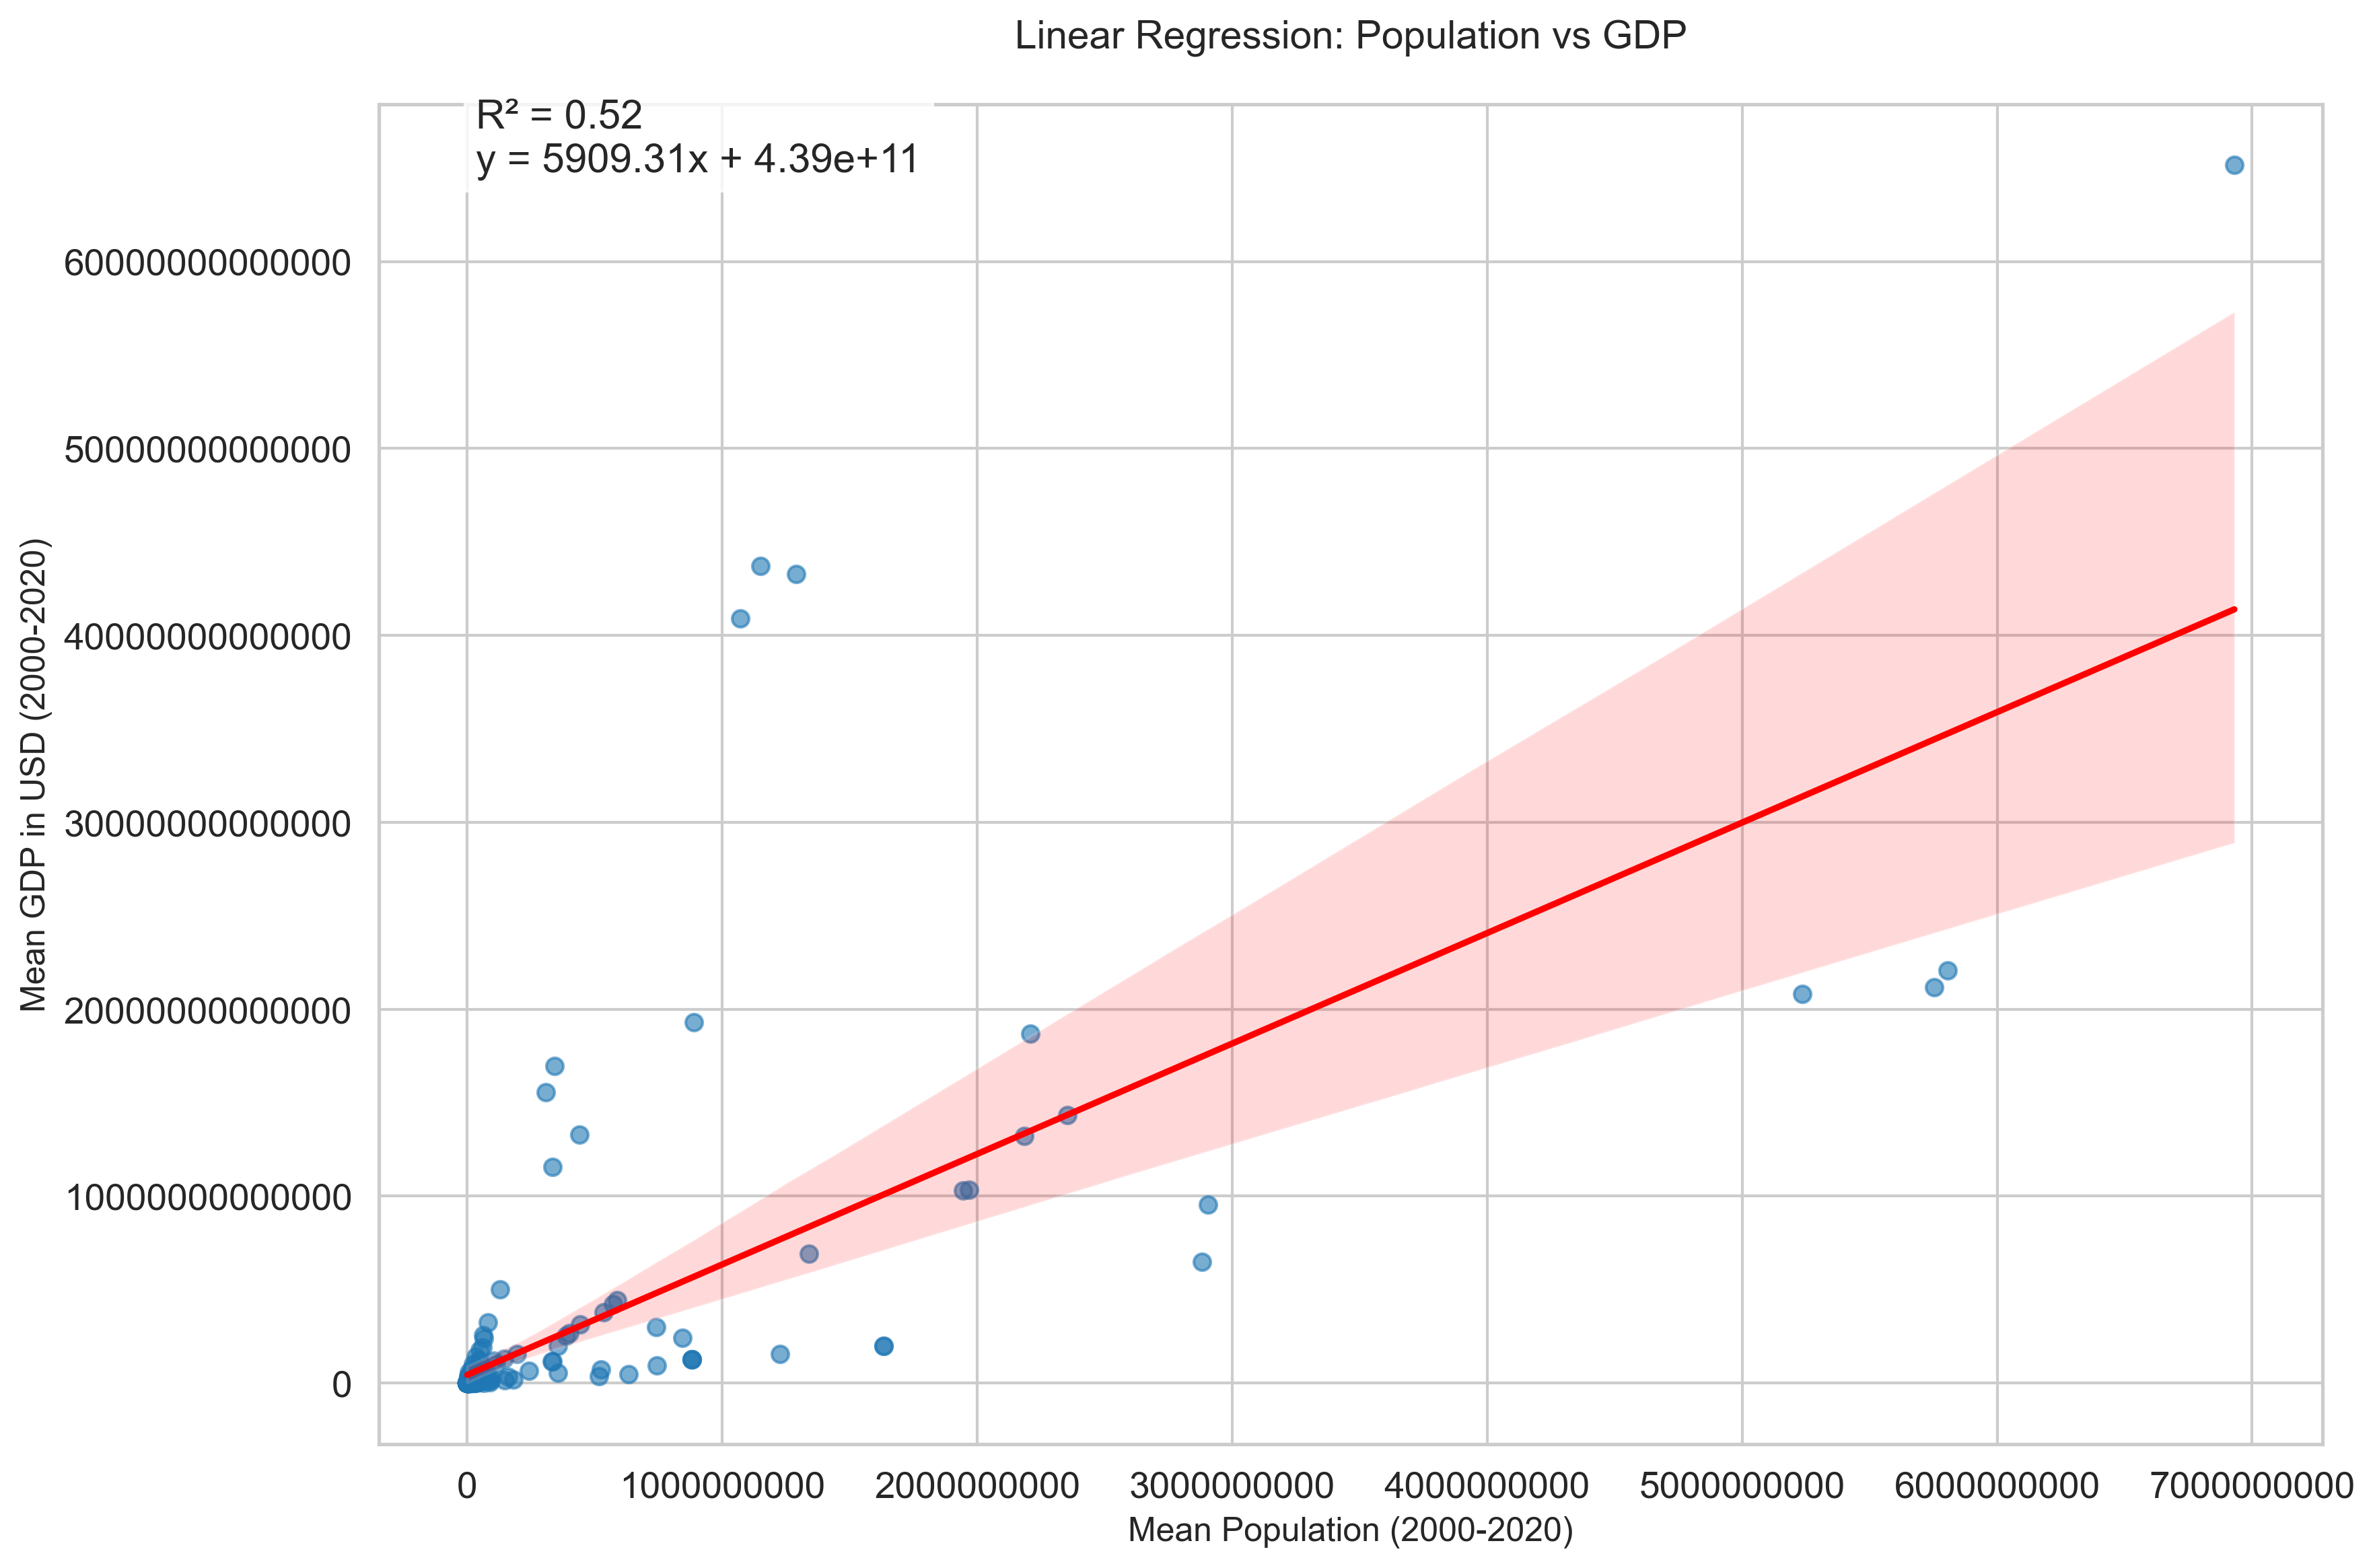 Linear Regression: Population vs GDP
R² = 0.52
y = 5909.31x + 4.39e+11
Mean GDP in USD (2000-2020)
60000000000000
50000000000000
40000000000000
30000000000000
20000000000000
10000000000000
0
0 1000000000 2000000000 3000000000 4000000000 5000000000 6000000000 7000000000
Mean Population (2000-2020)